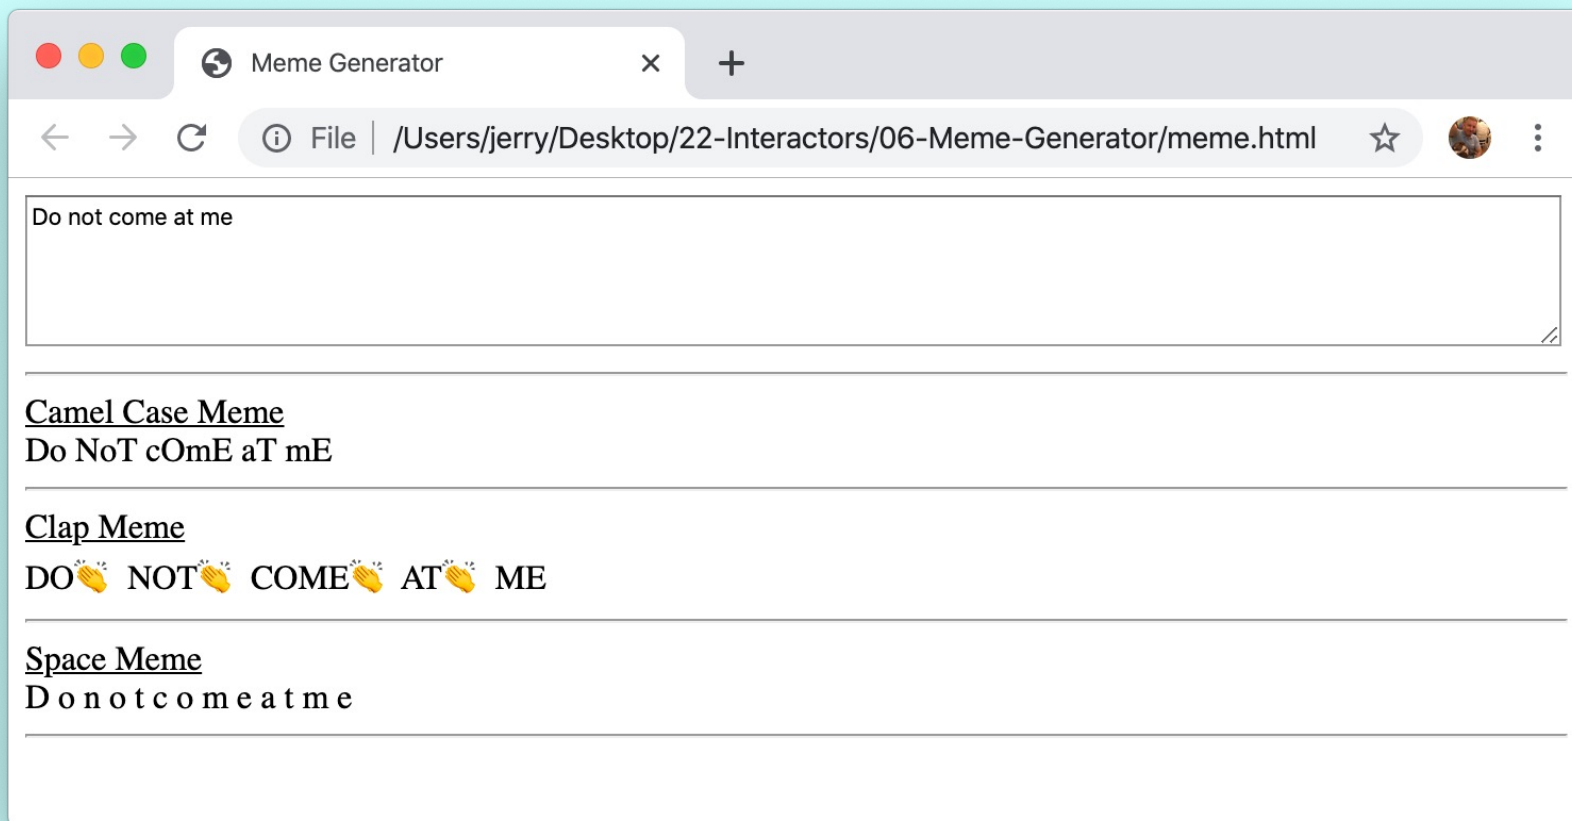 Meme Generator
File | /Users/jerry/Desktop/22-Interactors/06-Meme-Generator/meme.html
Do not come at me
Camel Case Meme
Do NoT cOmE aT mE
Clap Meme
DO👏 NOT👏 COME👏 AT👏 ME
Space Meme
D o n o t c o m e a t m e